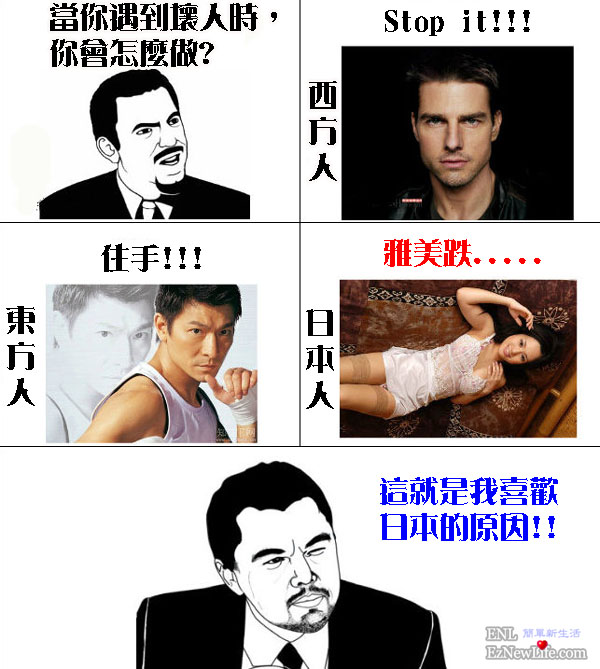 當你遇到壞人時，
你會怎麼做?
Stop it!!!
西方人
住手!!!
東方人
雅美跌.....
日本人
這就是我喜歡
日本的原因!!
ENL 簡單新生活
EzNewLife.com